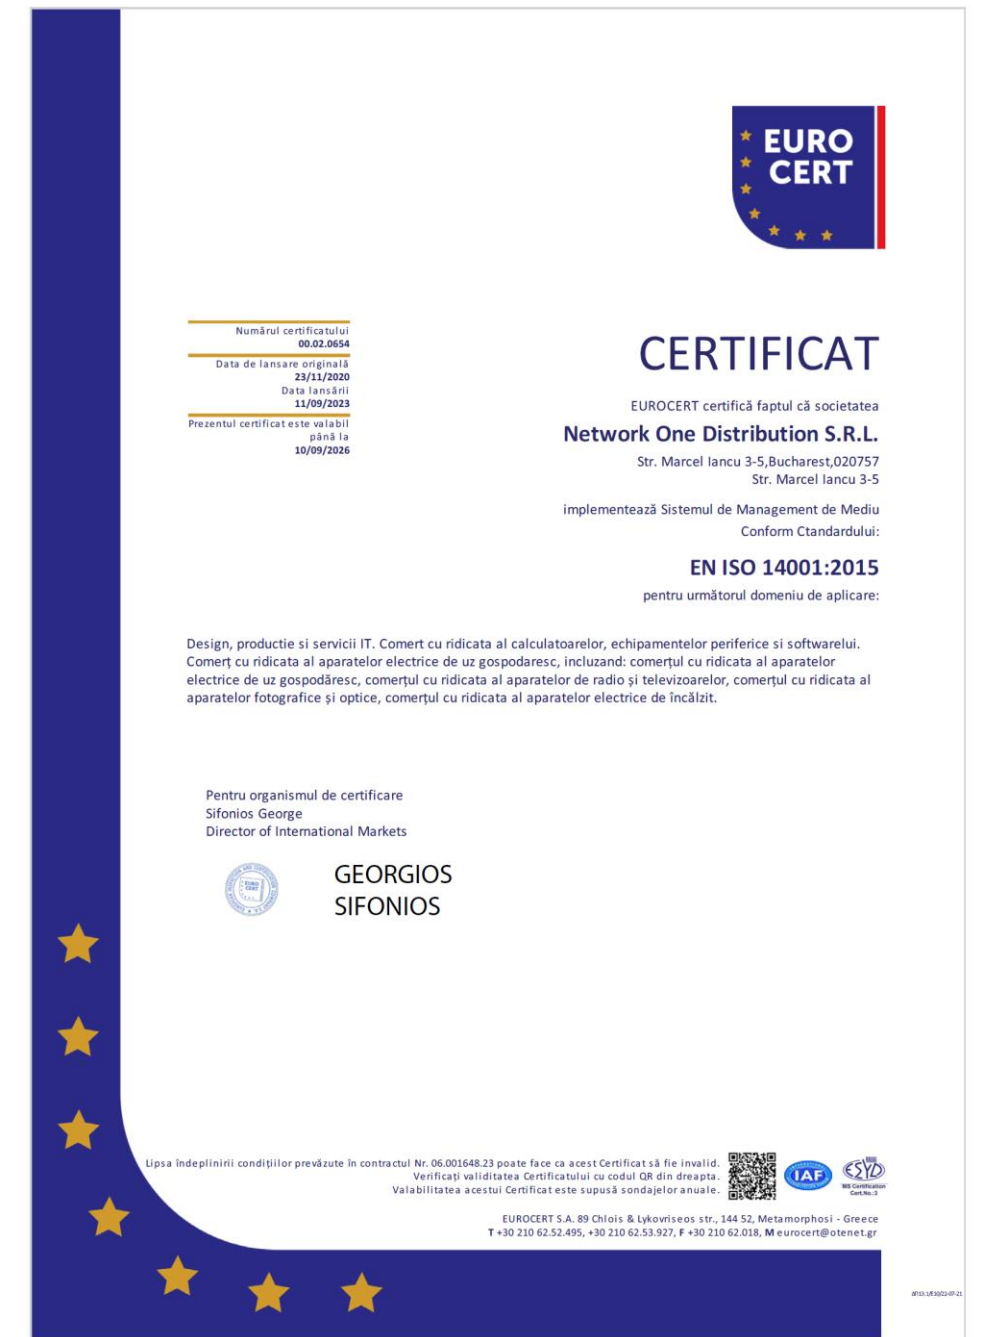 EURO
CERT
Numărul certificatului
00.02.0654
Data de lansare originală
23/11/2020
Data lansării
11/09/2023
Prezentul certificat este valabil
până la
10/09/2026
CERTIFICAT
EUROCERT certifică faptul că societatea
Network One Distribution S.R.L.
Str. Marcel Iancu 3-5,Bucharest,020757
Str. Marcel Iancu 3-5
implementează Sistemul de Management de Mediu
Conform Ctandardului:
EN ISO 14001:2015
pentru următorul domeniu de aplicare:
Design, productie si servicii IT. Comert cu ridicata al calculatoarelor, echipamentelor periferice si softwarelui.
Comerț cu ridicata al aparatelor electrice de uz gospodaresc, incluzand: comerțul cu ridicata al aparatelor
electrice de uz gospodăresc, comerțul cu ridicata al aparatelor de radio și televizoarelor, comerțul cu ridicata al
aparatelor fotografice și optice, comerțul cu ridicata al aparatelor electrice de încălzit.
Pentru organismul de certificare
Sifonios George
Director of International Markets
EURO
CERT
GEORGIOS
SIFONIOS
Lipsa îndeplinirii condițiilor prevăzute în contractul Nr. 06.001648.23 poate face ca acest Certificat să fie invalid.
Verificați validitatea Certificatului cu codul QR din dreapta.
Valabilitatea acestui Certificat este supusă sondajelor anuale.
IAF
ESYD
MS Certification
Cert.No.:3
EUROCERT S.A. 89 Chlois & Lykovriseos str., 144 52, Metamorphosi - Greece
T +30 210 62.52.495, +30 210 62.53.927, F +30 210 62.018, M eurocert@otenet.gr